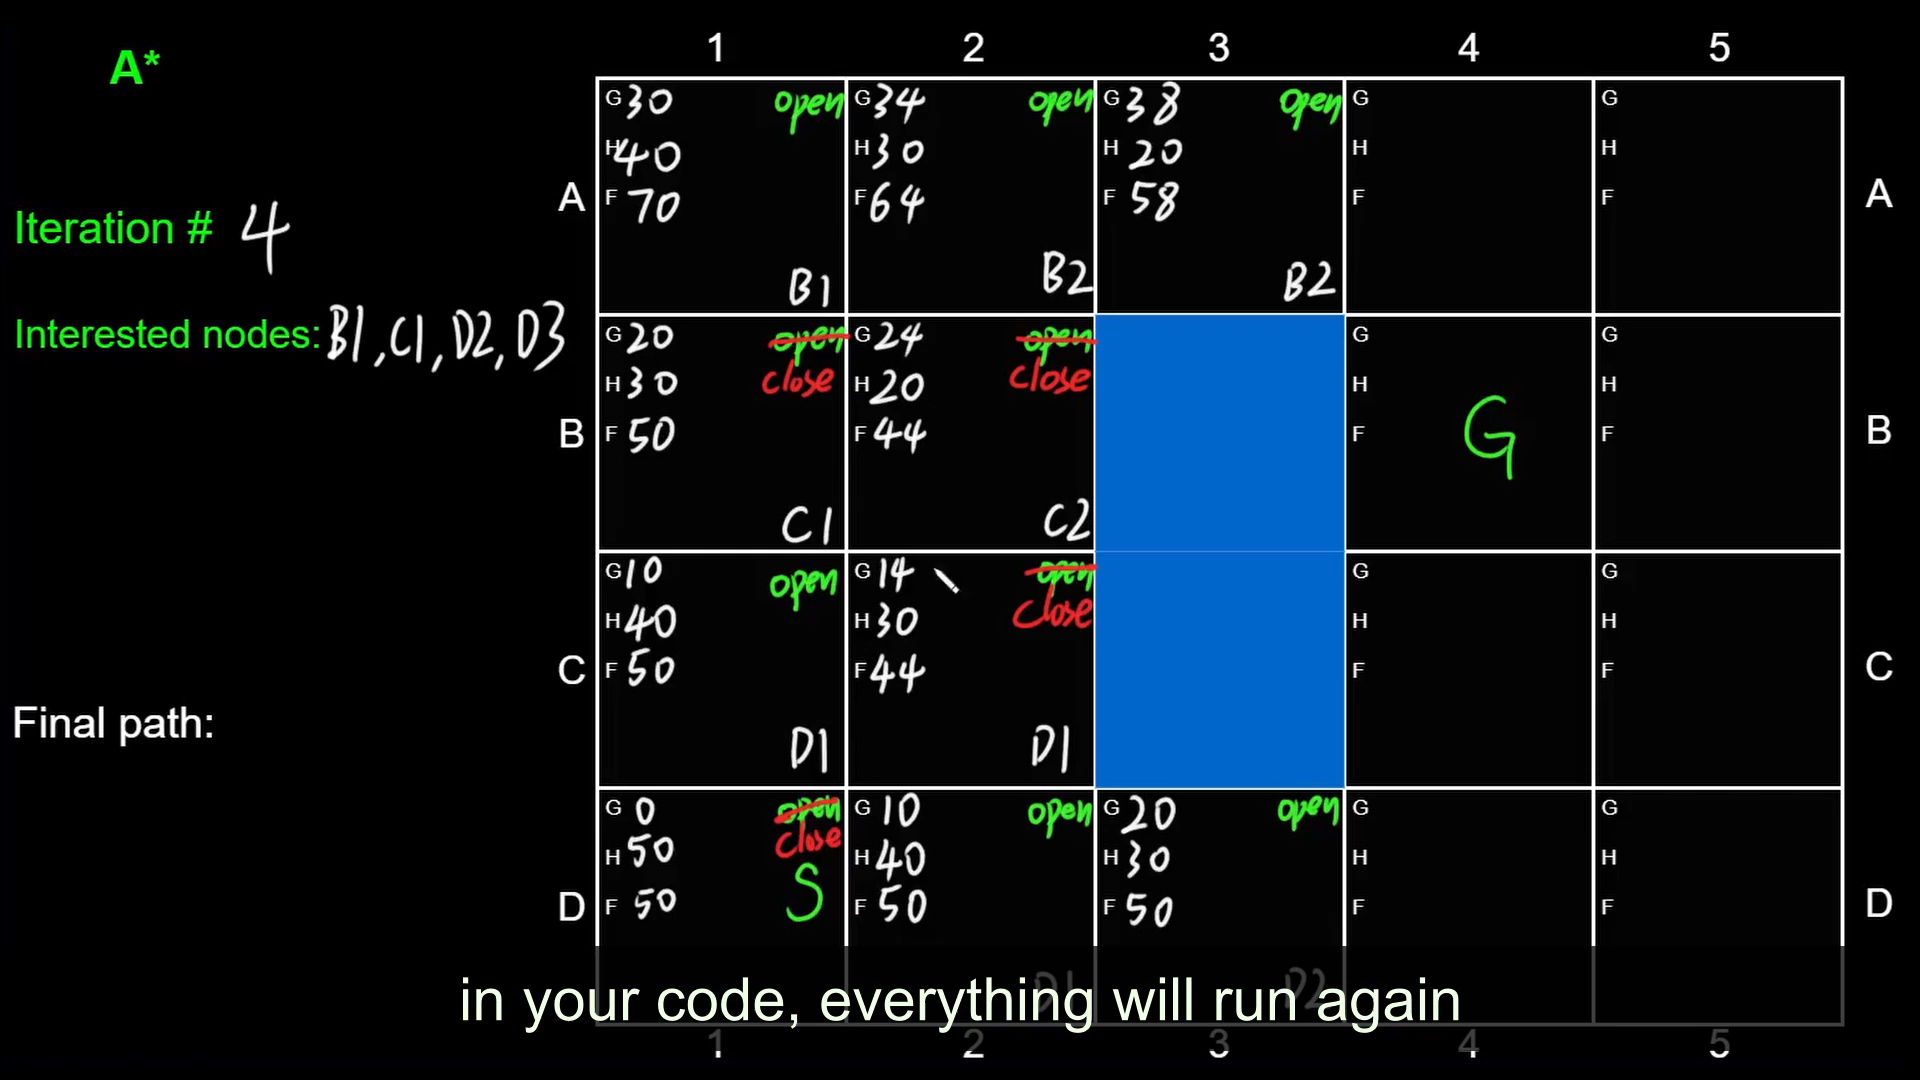 1 2 3 4 5
A*
G 30 open G 34 open G 38 open G G
H 40 H 30 H 20 H H
A F 70 F 64 F 58 F F A
Iteration # 4
B1 B2 B2
Interested nodes: B1, C1, D2, D3
G 20 open G 24 open G G
H 30 close H 20 close H H
B F 50 F 44 F G F B
C1 C2
G 10 open G 14 open G G
H 40 H 30 close H H
C F 50 F 44 F F C
Final path:
D1 D1
G 0 open G 10 open G 20 open G G
H 50 close H 40 H 30 H H
D F 50 S F 50 F 50 F F D
D1 D2
in your code, everything will run again
1 2 3 4 5